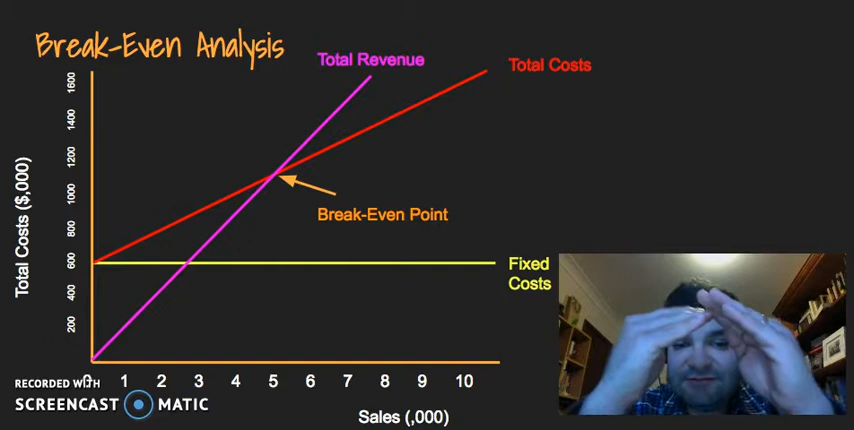 Break-Even Analysis
Total Revenue
Total Costs
1600
1400
1200
1000
800
600
400
200
Total Costs ($,000)
Break-Even Point
Fixed
Costs
0 1 2 3 4 5 6 7 8 9 10
Sales (,000)
RECORDED WITH
SCREENCAST MATIC